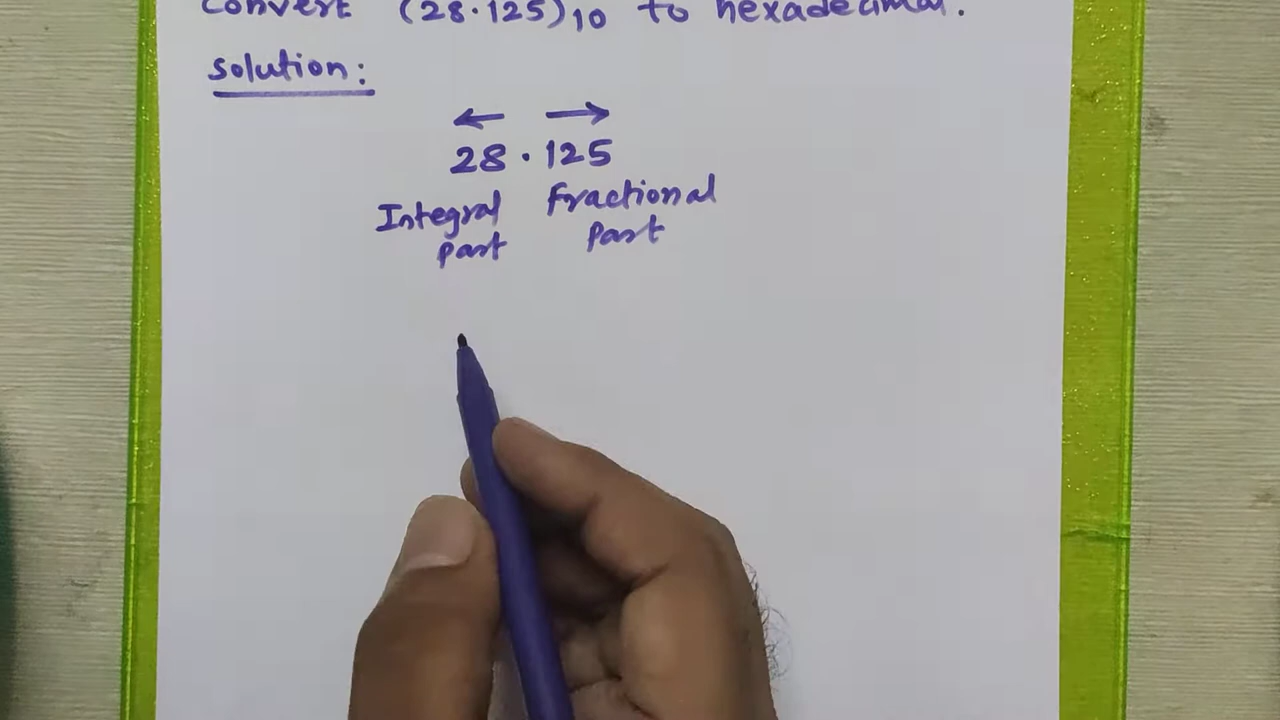 convert (28.125)10 to hexadecimal.
Solution:
← →
28.125
Integral Fractional
Part Part